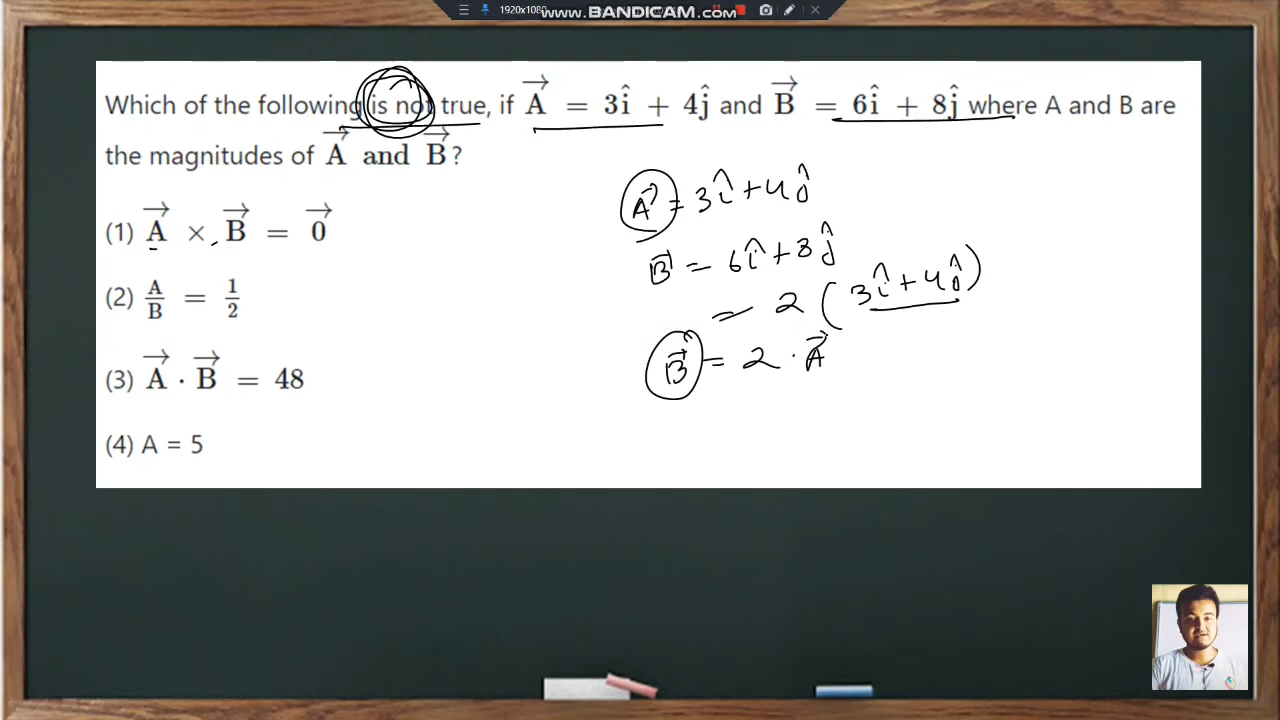 1920x1080
www.BANDICAM.com
Which of the following is not true, if A⃗ = 3î + 4ĵ and B⃗ = 6î + 8ĵ where A and B are
the magnitudes of A⃗ and B⃗?
(1) A⃗ × B⃗ = 0⃗
(2) A/B = 1/2
(3) A⃗ · B⃗ = 48
(4) A = 5
A⃗ = 3î + 4ĵ
B⃗ = 6î + 8ĵ
= 2 (3î + 4ĵ)
B⃗ = 2 · A⃗